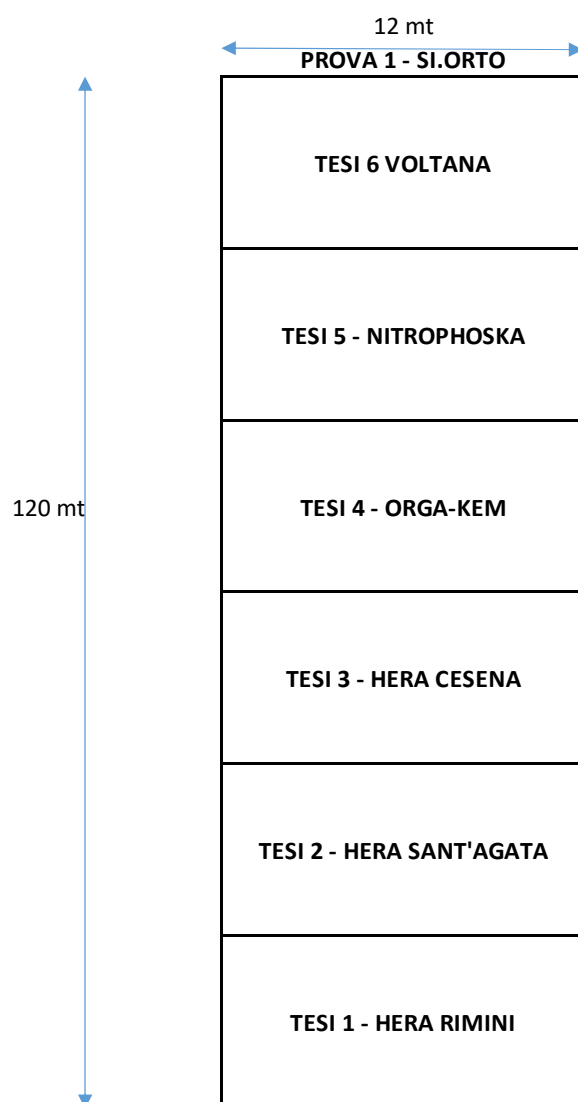 12 mt
PROVA 1 - SI.ORTO
TESI 6 VOLTANA
TESI 5 - NITROPHOSKA
120 mt
TESI 4 - ORGA-KEM
TESI 3 - HERA CESENA
TESI 2 - HERA SANT'AGATA
TESI 1 - HERA RIMINI